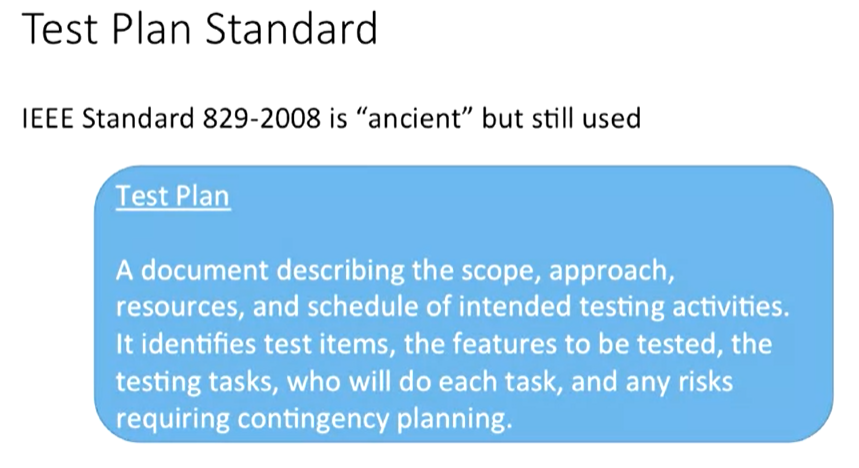 Test Plan Standard
IEEE Standard 829-2008 is “ancient” but still used
Test Plan
A document describing the scope, approach,
resources, and schedule of intended testing activities.
It identifies test items, the features to be tested, the
testing tasks, who will do each task, and any risks
requiring contingency planning.